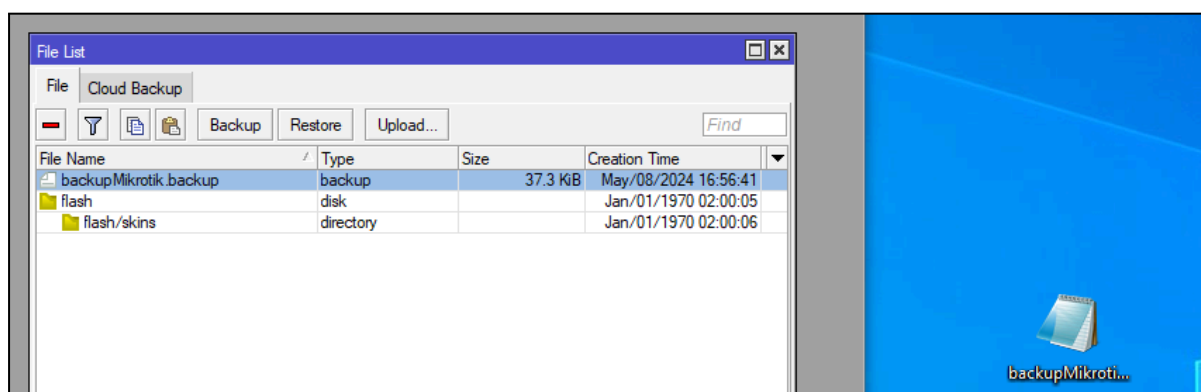 File List
File Cloud Backup
Backup Restore Upload... Find
File Name Type Size Creation Time
backupMikrotik.backup backup 37.3 KiB May/08/2024 16:56:41
flash disk Jan/01/1970 02:00:05
flash/skins directory Jan/01/1970 02:00:06
backupMikroti...